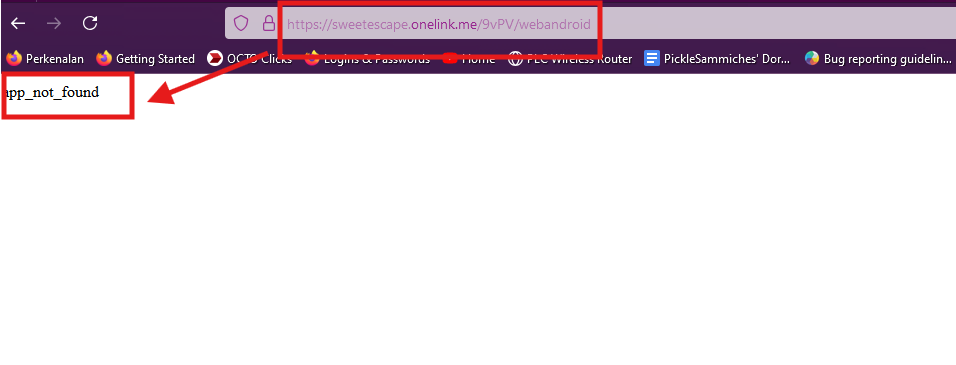 https://sweetescape.onelink.me/9vPV/webandroid
Perkenalan Getting Started OCTO Clicks Logins & Passwords Home PLC Wireless Router PickleSammiches' Dor... Bug reporting guidelin...
app_not_found